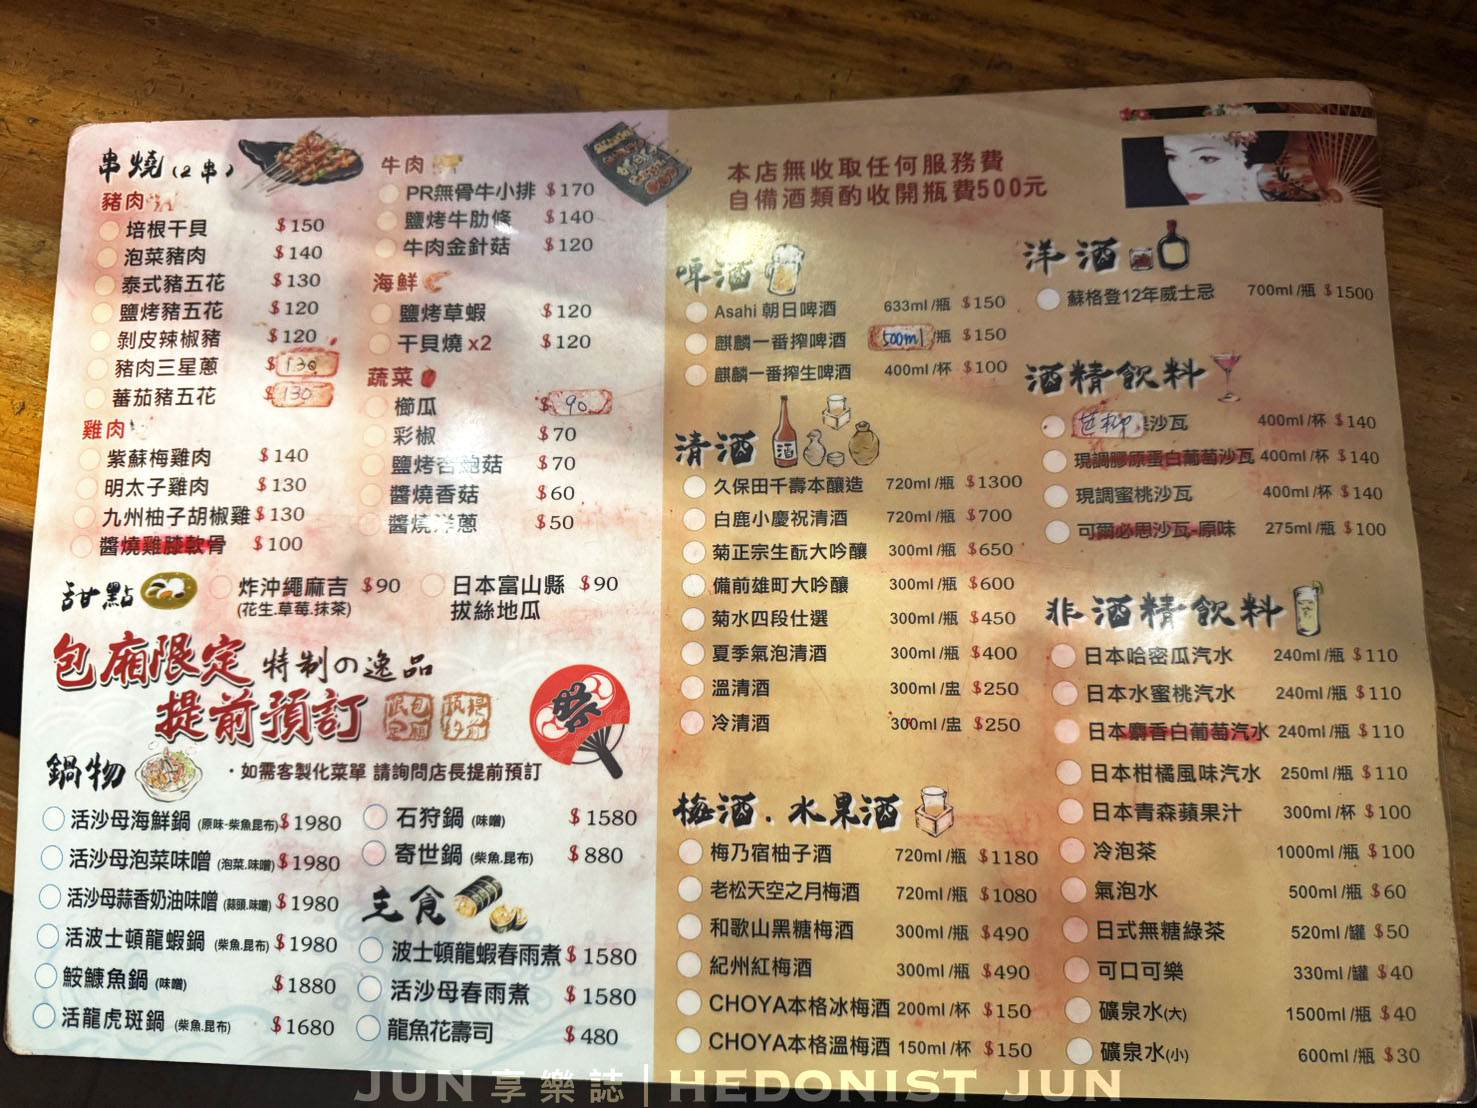 串燒(2串)
豬肉
培根干貝 $150
泡菜豬肉 $140
泰式豬五花 $130
鹽烤豬五花 $120
剝皮辣椒豬 $120
豬肉三星蔥 $130
蕃茄豬五花 $130
雞肉
紫蘇梅雞肉 $140
明太子雞肉 $130
九州柚子胡椒雞 $130
醬燒雞膝軟骨 $100
牛肉
PR無骨牛小排 $170
鹽烤牛肋條 $140
牛肉金針菇 $120
海鮮
鹽烤草蝦 $120
干貝燒 x2 $120
蔬菜
櫛瓜 $90
彩椒 $70
鹽烤杏鮑菇 $70
醬燒香菇 $60
醬燒洋蔥 $50
甜點
炸沖繩麻吉 $90
(花生.草莓.抹茶)
日本富山縣 $90
拔絲地瓜
包廂限定 特制の逸品
提前預訂
祭
鍋物
・如需客製化菜單 請詢問店長提前預訂
活沙母海鮮鍋 (原味-柴魚昆布) $1980
活沙母泡菜味噌 (泡菜.味噌) $1980
活沙母蒜香奶油味噌 (蒜頭.味噌) $1980
活波士頓龍蝦鍋 (柴魚.昆布) $1980
鮟鱇魚鍋 (味噌) $1880
活龍虎斑鍋 (柴魚.昆布) $1680
石狩鍋 (味噌) $1580
寄世鍋 (柴魚.昆布) $880
主食
波士頓龍蝦春雨煮 $1580
活沙母春雨煮 $1580
龍魚花壽司 $480
本店無收取任何服務費
自備酒類酌收開瓶費500元
啤酒
Asahi 朝日啤酒 633ml/瓶 $150
麒麟一番搾啤酒 500ml/瓶 $150
麒麟一番搾生啤酒 400ml/杯 $100
清酒
酒
久保田千壽本釀造 720ml/瓶 $1300
白鹿小慶祝清酒 720ml/瓶 $700
菊正宗生酛大吟釀 300ml/瓶 $650
備前雄町大吟釀 300ml/瓶 $600
菊水四段仕選 300ml/瓶 $450
夏季氣泡清酒 300ml/瓶 $400
溫清酒 300ml/盅 $250
冷清酒 300ml/盅 $250
梅酒.水果酒
梅乃宿柚子酒 720ml/瓶 $1180
老松天空之月梅酒 720ml/瓶 $1080
和歌山黑糖梅酒 300ml/瓶 $490
紀州紅梅酒 300ml/瓶 $490
CHOYA本格冰梅酒 200ml/杯 $150
CHOYA本格溫梅酒 150ml/杯 $150
洋酒
蘇格登12年威士忌 700ml/瓶 $1500
酒精飲料
沙瓦 400ml/杯 $140
現調膠原蛋白葡萄沙瓦 400ml/杯 $140
現調蜜桃沙瓦 400ml/杯 $140
可爾必思沙瓦-原味 275ml/瓶 $100
非酒精飲料
日本哈密瓜汽水 240ml/瓶 $110
日本水蜜桃汽水 240ml/瓶 $110
日本麝香白葡萄汽水 240ml/瓶 $110
日本柑橘風味汽水 250ml/瓶 $110
日本青森蘋果汁 300ml/杯 $100
冷泡茶 1000ml/瓶 $100
氣泡水 500ml/瓶 $60
日式無糖綠茶 520ml/罐 $50
可口可樂 330ml/罐 $40
礦泉水(大) 1500ml/瓶 $40
礦泉水(小) 600ml/瓶 $30
JUN享樂誌 | HEDONIST JUN